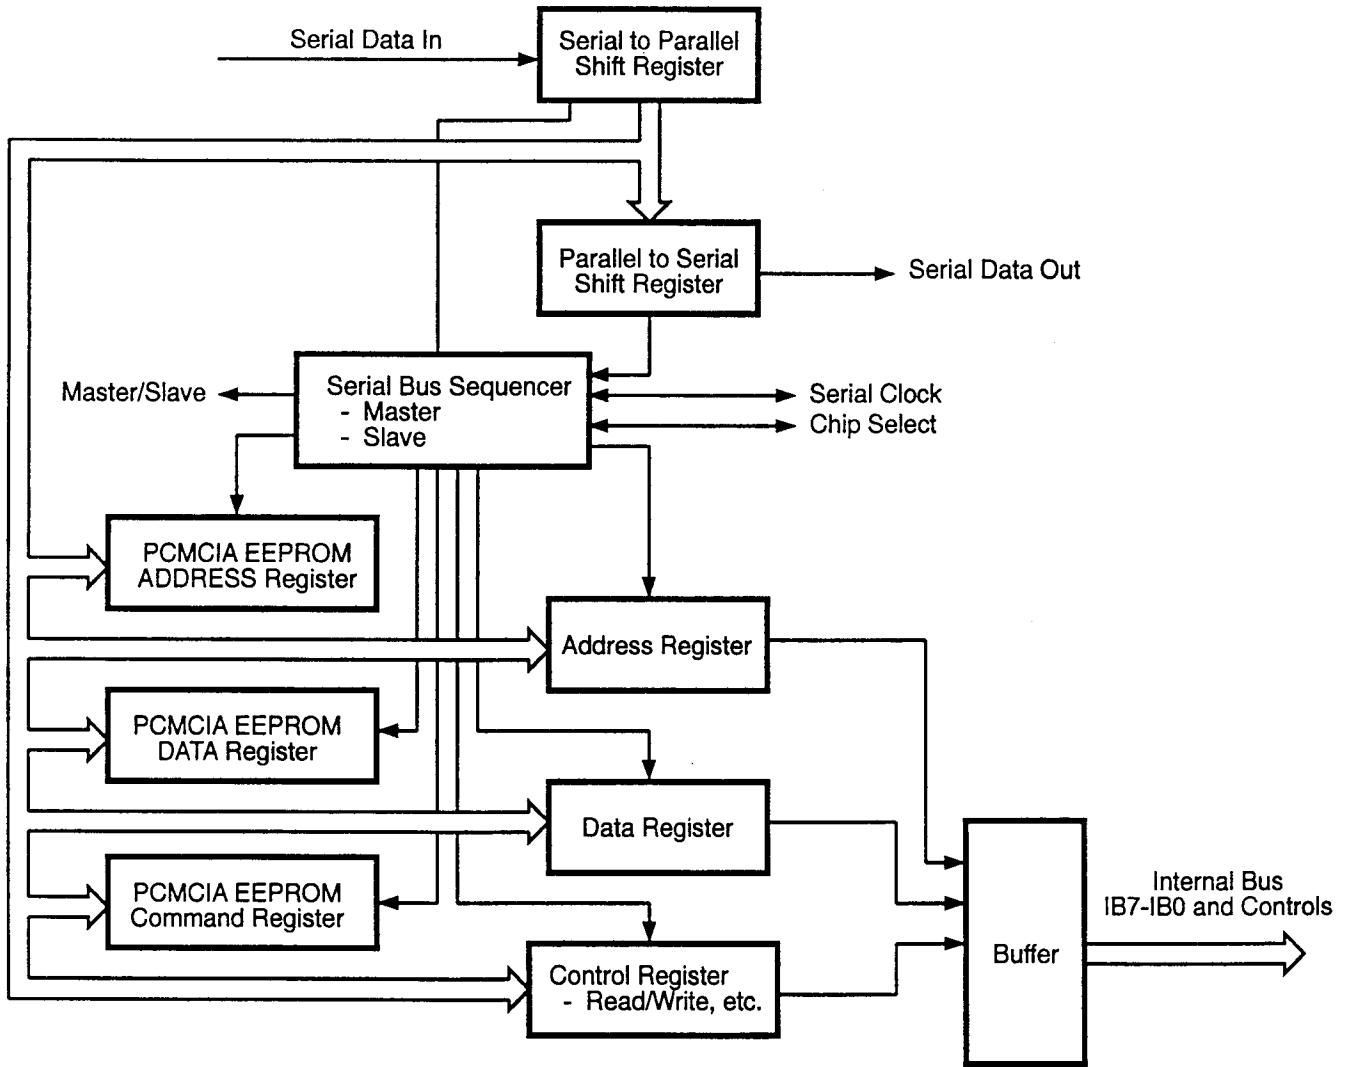 Serial Data In
Serial to Parallel
Shift Register
Parallel to Serial
Shift Register
Serial Data Out
Master/Slave
Serial Bus Sequencer
- Master
- Slave
Serial Clock
Chip Select
PCMCIA EEPROM
ADDRESS Register
Address Register
PCMCIA EEPROM
DATA Register
Data Register
PCMCIA EEPROM
Command Register
Internal Bus
IB7-IB0 and Controls
Buffer
Control Register
- Read/Write, etc.